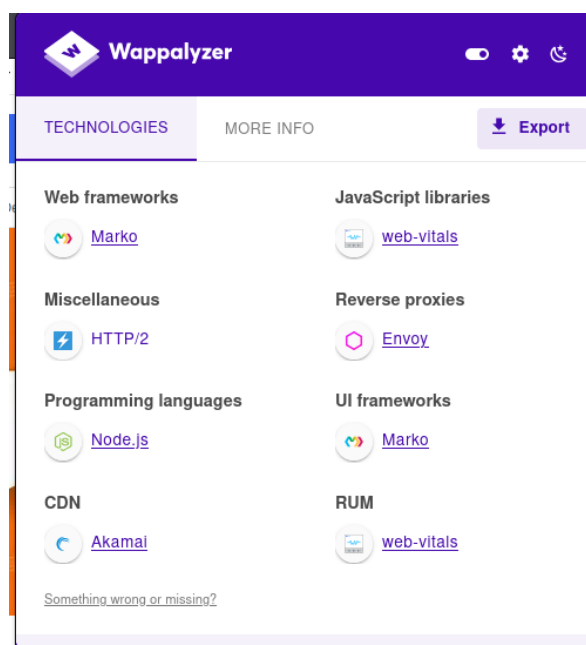 Wappalyzer
TECHNOLOGIES
MORE INFO
Export
Web frameworks
Marko
JavaScript libraries
web-vitals
Miscellaneous
HTTP/2
Reverse proxies
Envoy
Programming languages
Node.js
UI frameworks
Marko
CDN
Akamai
RUM
web-vitals
Something wrong or missing?